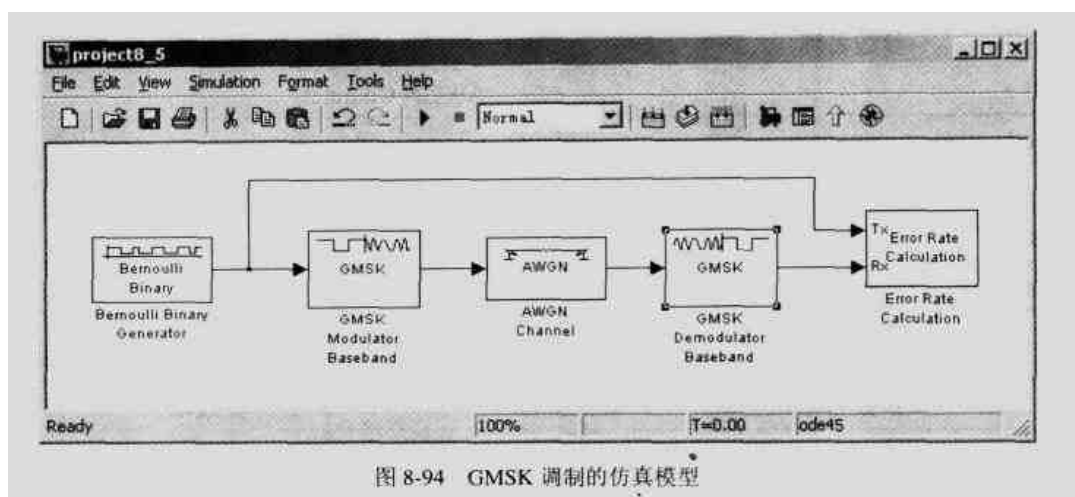 project8_5
File Edit View Simulation Format Tools Help
Normal
Bernoulli
Binary
Bernoulli Binary
Generator
GMSK
GMSK
Modulator
Baseband
AWGN
AWGN
Channel
GMSK
GMSK
Demodulator
Baseband
Tx
Rx
Error Rate
Calculation
Error Rate
Calculation
Ready 100% T=0.00 ode45
图 8-94 GMSK 调制的仿真模型